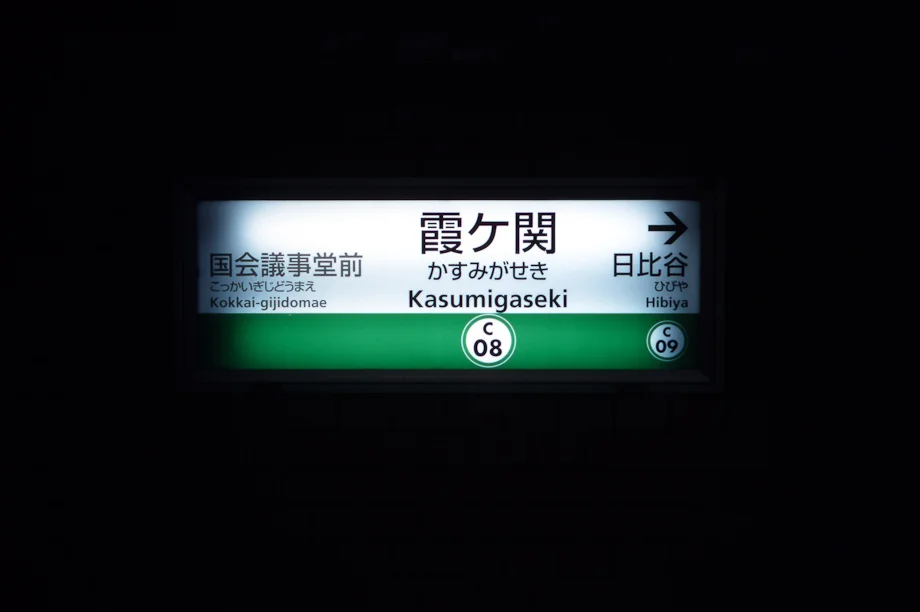 国会議事堂前
こっかいぎじどうまえ
Kokkai-gijidomae
霞ケ関
かすみがせき
Kasumigaseki
C
08
→
日比谷
ひびや
Hibiya
C
09